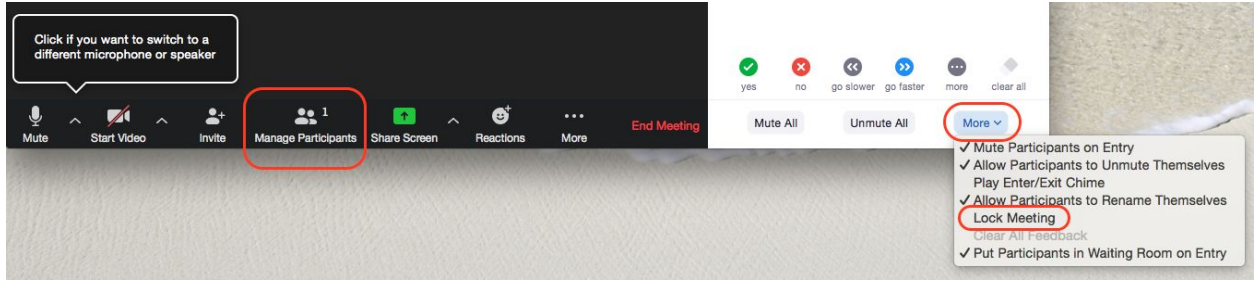 Click if you want to switch to a
different microphone or speaker
yes
no
go slower
go faster
more
clear all
Mute
Start Video
Invite
1
Manage Participants
Share Screen
Reactions
More
End Meeting
Mute All
Unmute All
More
Mute Participants on Entry
Allow Participants to Unmute Themselves
Play Enter/Exit Chime
Allow Participants to Rename Themselves
Lock Meeting
Clear All Feedback
Put Participants in Waiting Room on Entry